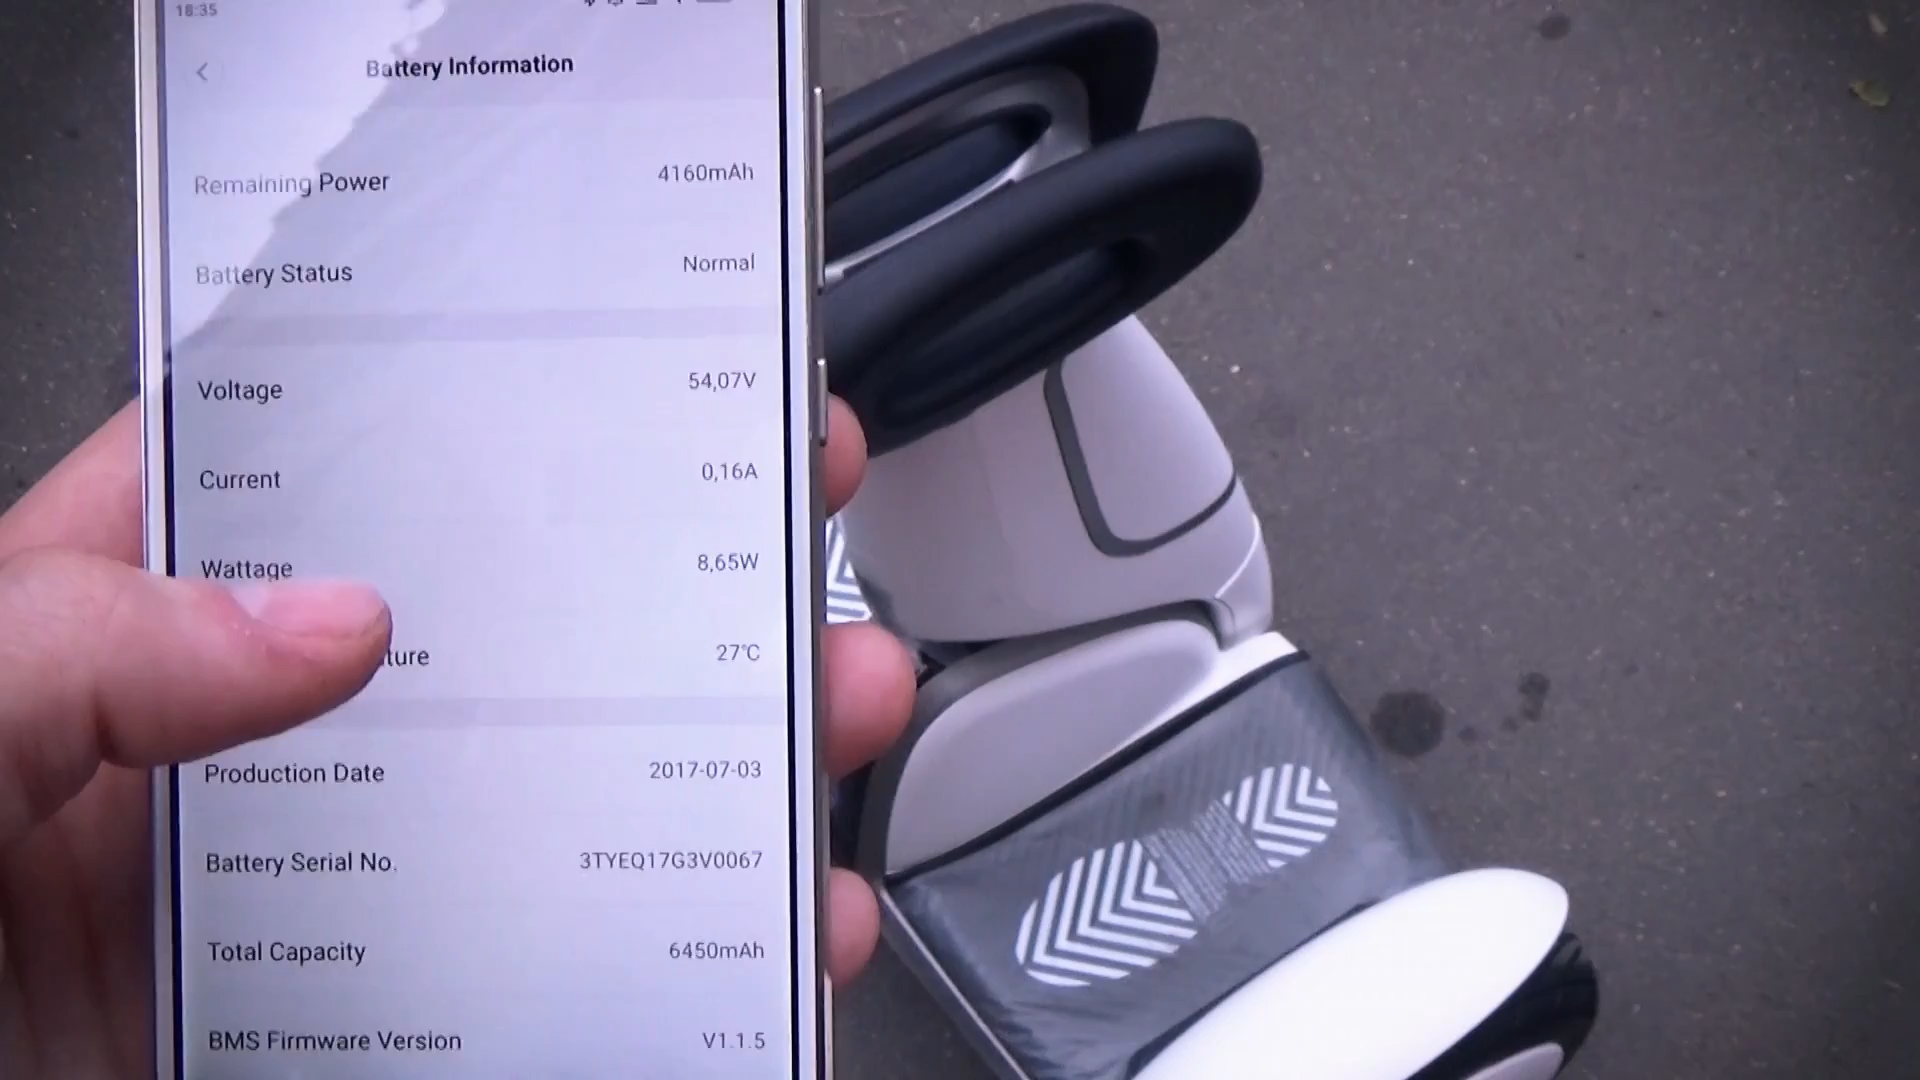 18:35
Battery Information
Remaining Power 4160mAh
Battery Status Normal
Voltage 54,07V
Current 0,16A
Wattage 8,65W
ture 27℃
Production Date 2017-07-03
Battery Serial No. 3TYEQ17G3V0067
Total Capacity 6450mAh
BMS Firmware Version V1.1.5